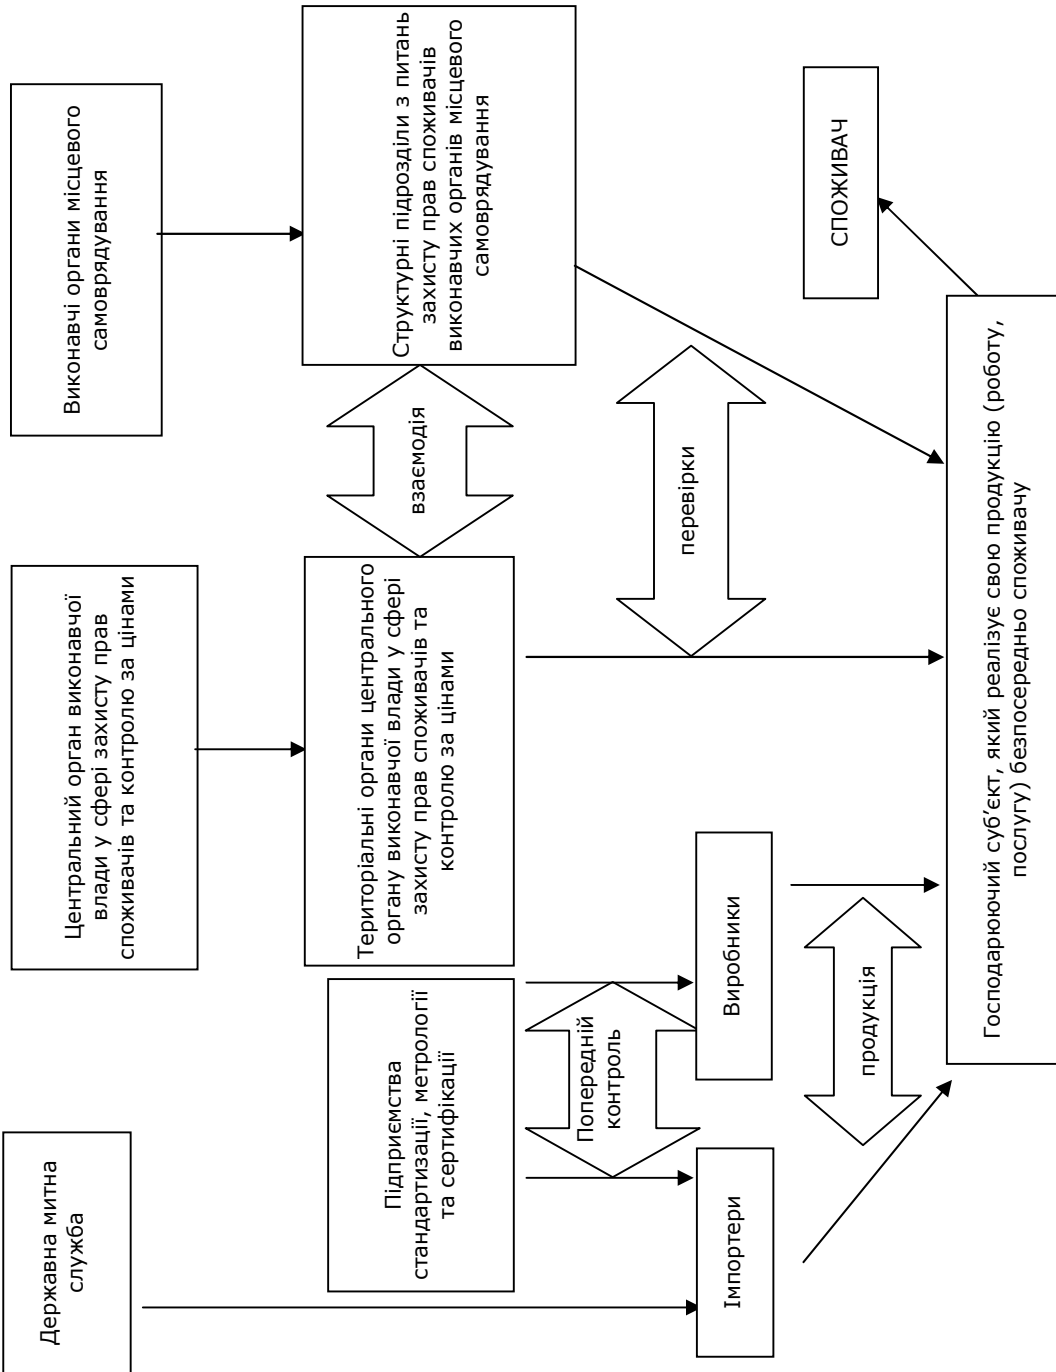 Державна митна
служба
Центральний орган виконавчої
влади у сфері захисту прав
споживачів та контролю за цінами
Виконавчі органи місцевого
самоврядування
Підприємства
стандартизації, метрології
та сертифікації
Територіальні органи центрального
органу виконавчої влади у сфері
захисту прав споживачів та
контролю за цінами
взаємодія
Структурні підрозділи з питань
захисту прав споживачів
виконавчих органів місцевого
самоврядування
Попередній
контроль
перевірки
Імпортери
Виробники
СПОЖИВАЧ
продукція
Господарюючий суб’єкт, який реалізує свою продукцію (роботу,
послугу) безпосередньо споживачу